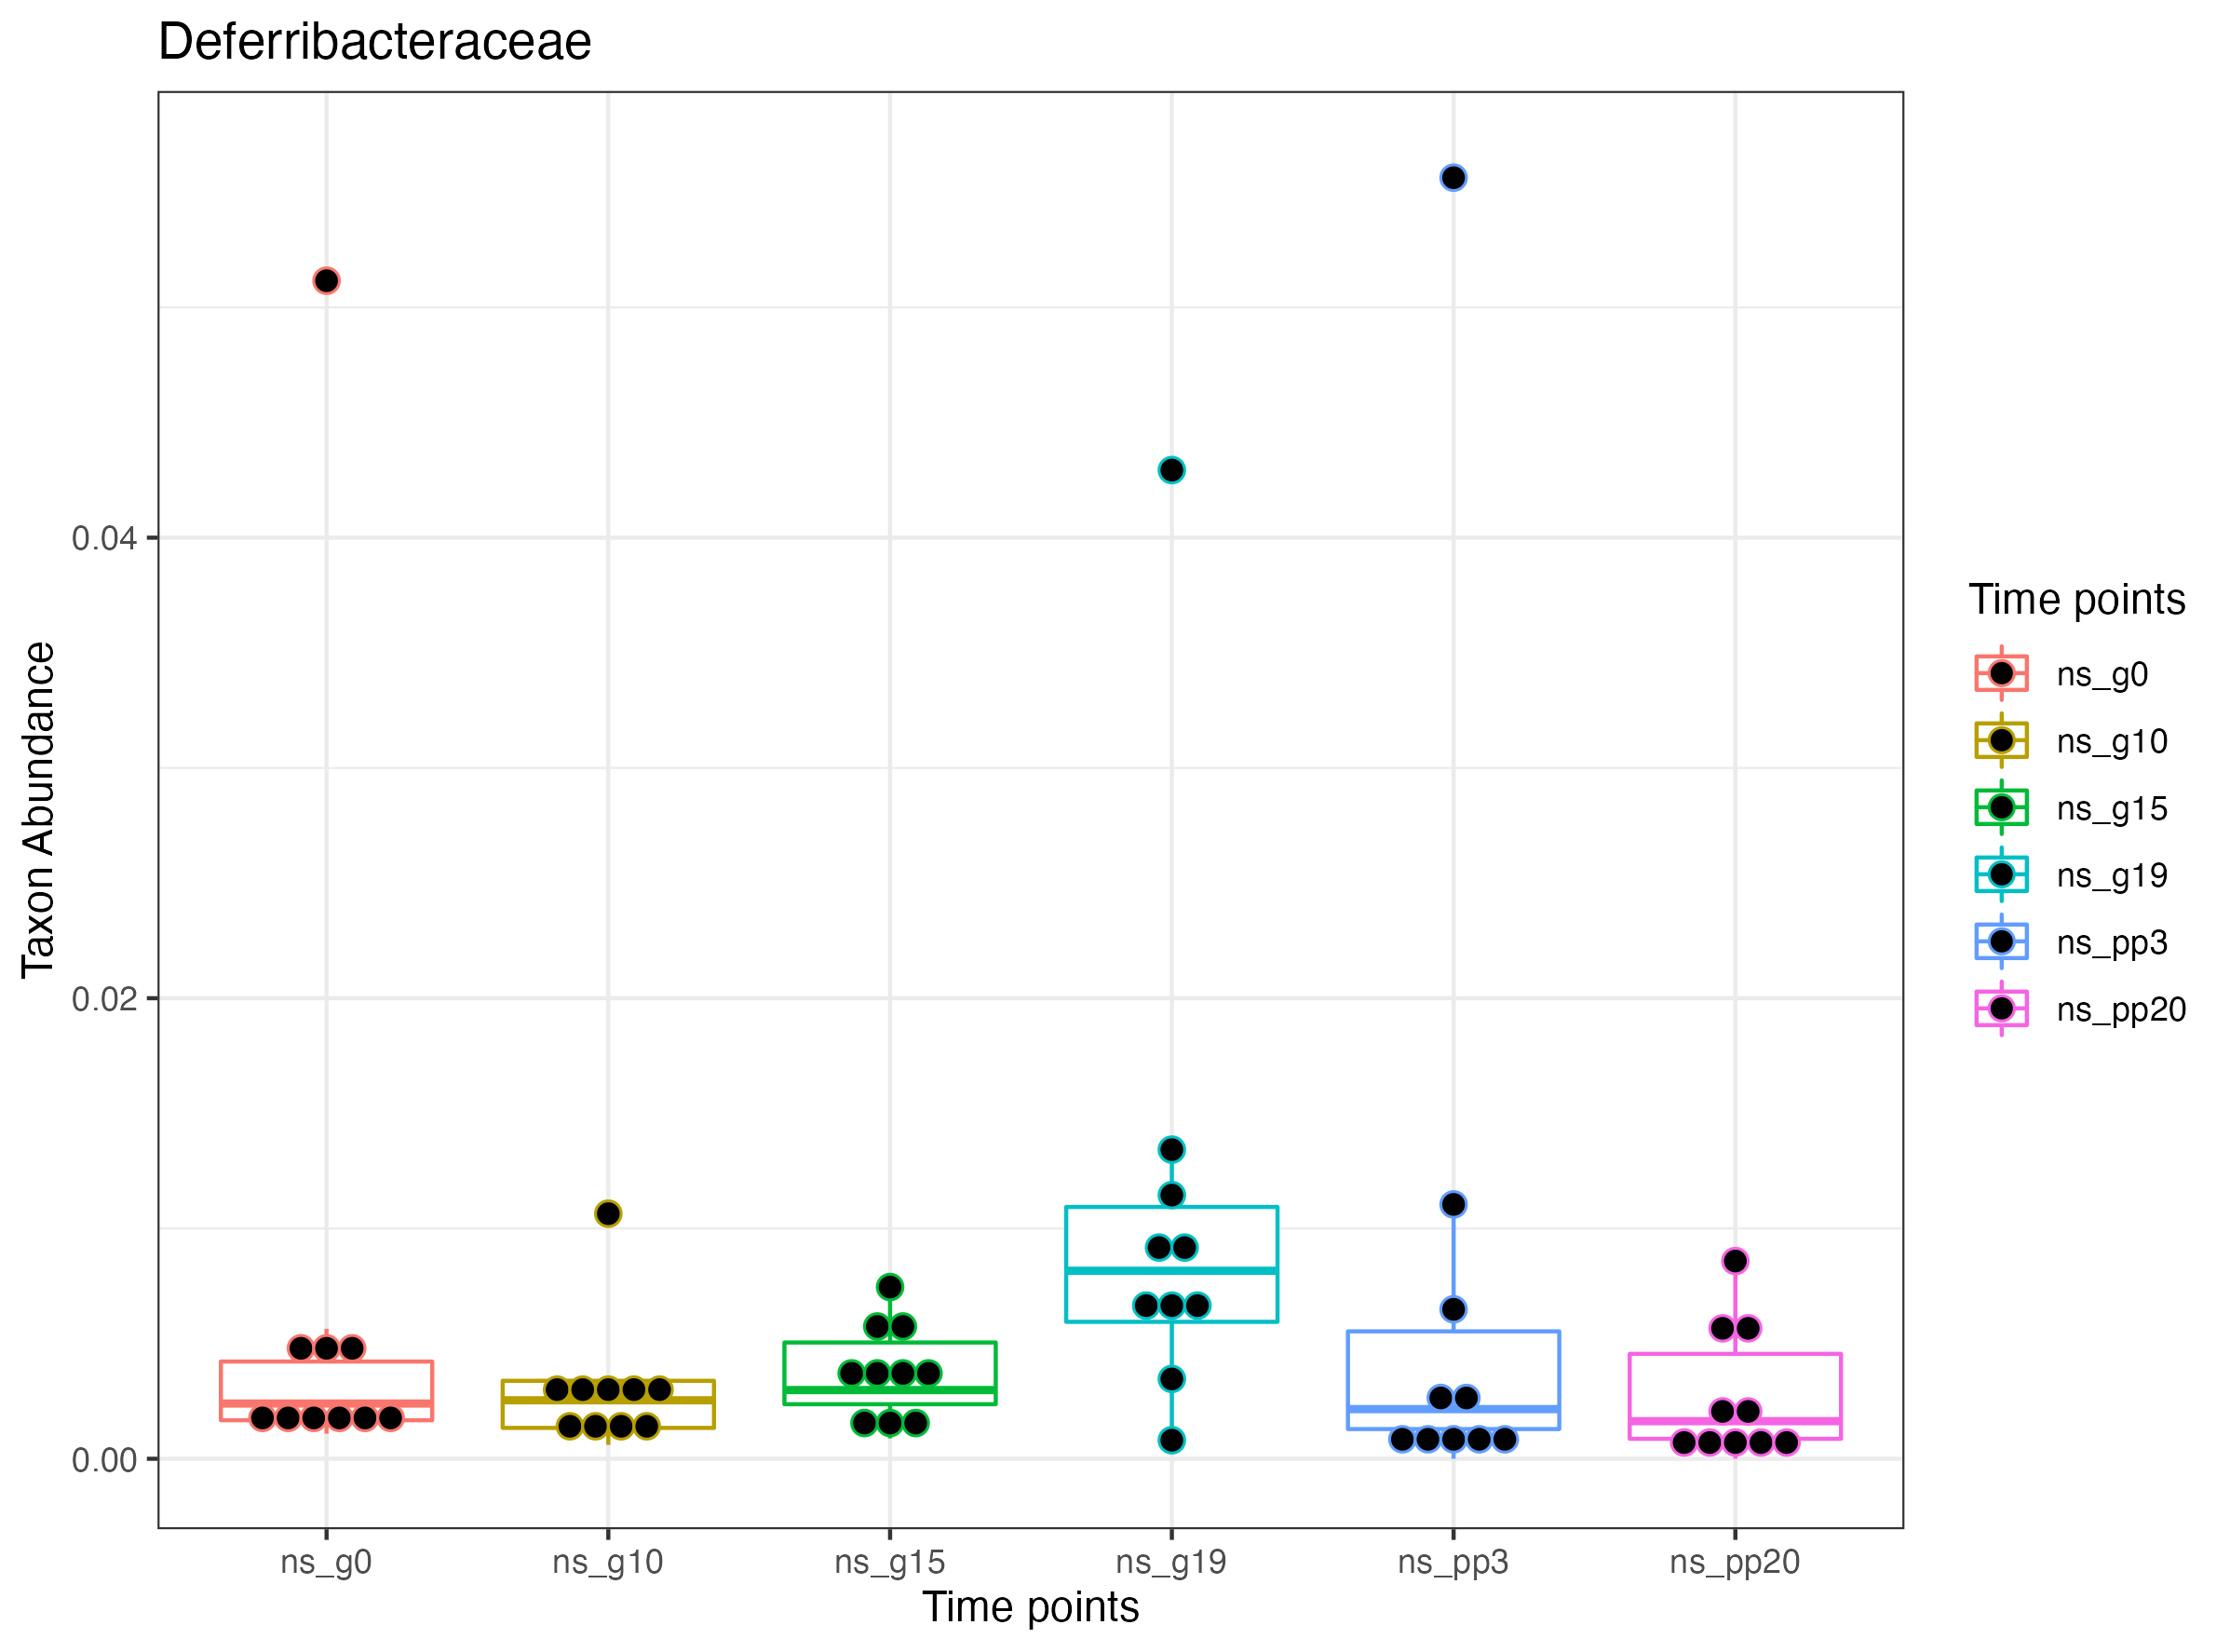 Deferribacteraceae
Taxon Abundance
0.04
0.02
0.00
ns_g0 ns_g10 ns_g15 ns_g19 ns_pp3 ns_pp20
Time points
Time points
ns_g0
ns_g10
ns_g15
ns_g19
ns_pp3
ns_pp20